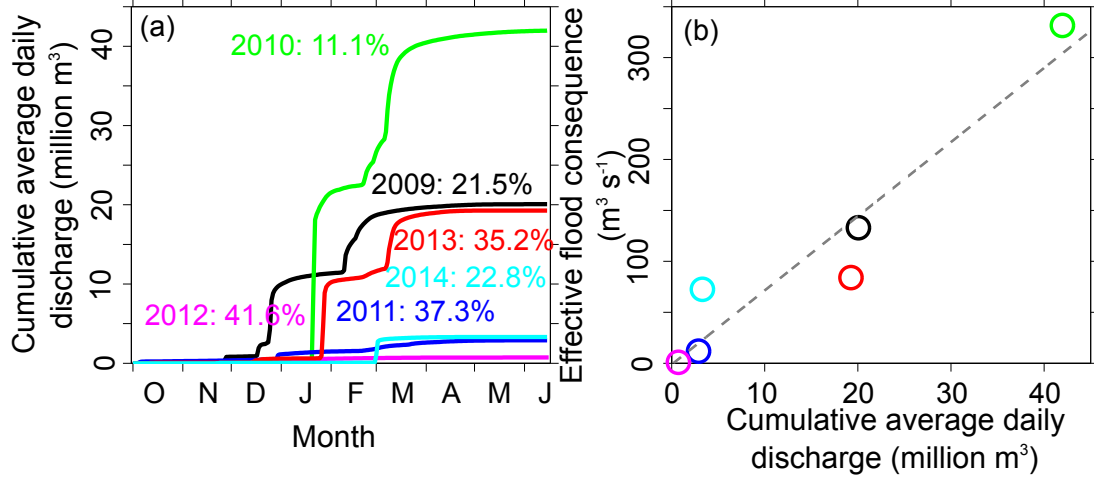 Cumulative average daily
discharge (million m³)
0 10 20 30 40
(a)
2010: 11.1%
2009: 21.5%
2013: 35.2%
2014: 22.8%
2012: 41.6%
2011: 37.3%
O N D J F M A M J
Month
Effective flood consequence
(m³ s⁻¹)
0 100 200 300
(b)
0 10 20 30 40
Cumulative average daily
discharge (million m³)